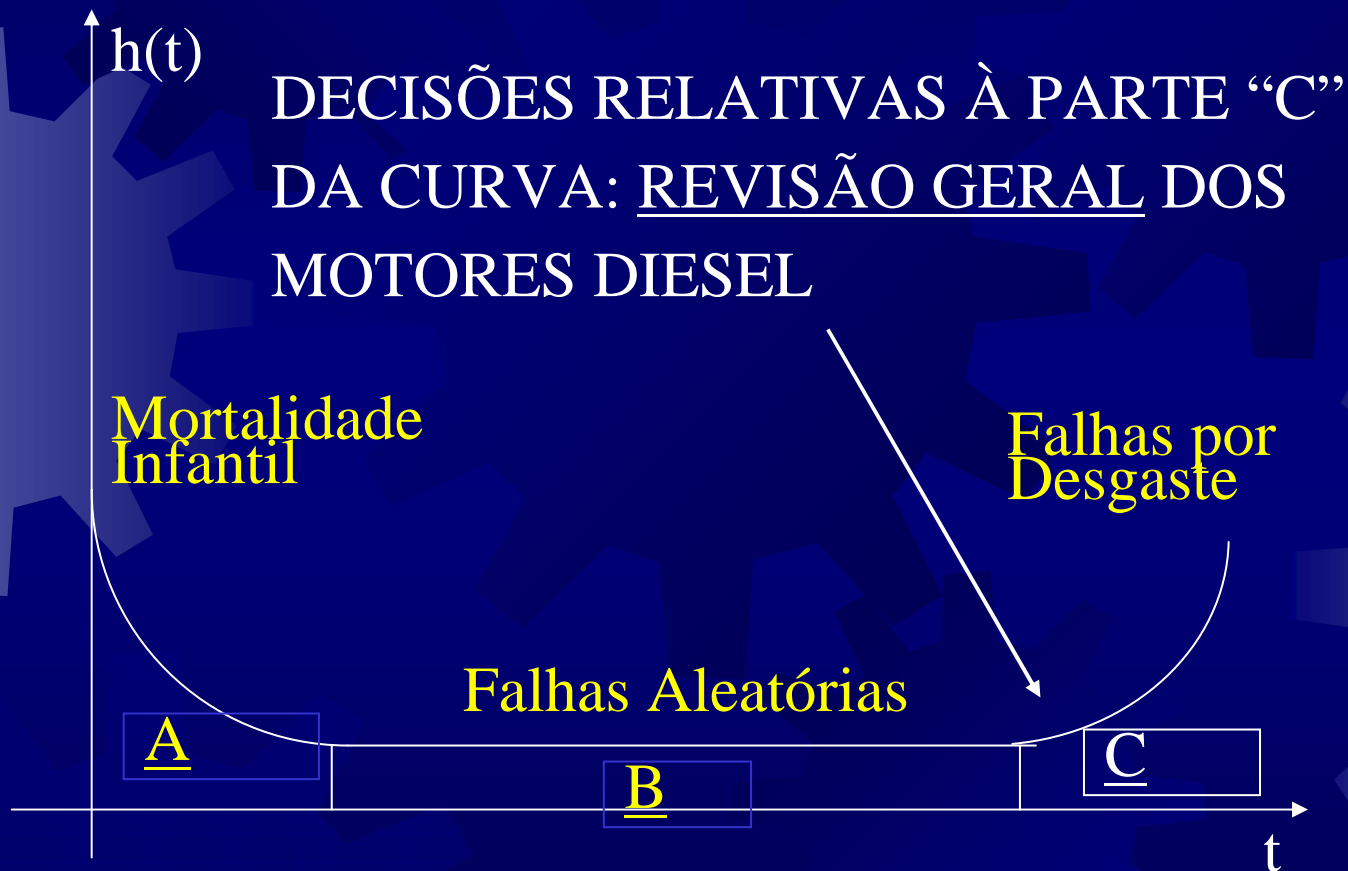 h(t)
DECISÕES RELATIVAS À PARTE “C”
DA CURVA: REVISÃO GERAL DOS
MOTORES DIESEL
Mortalidade
Infantil
Falhas por
Desgaste
Falhas Aleatórias
A
B
C
t